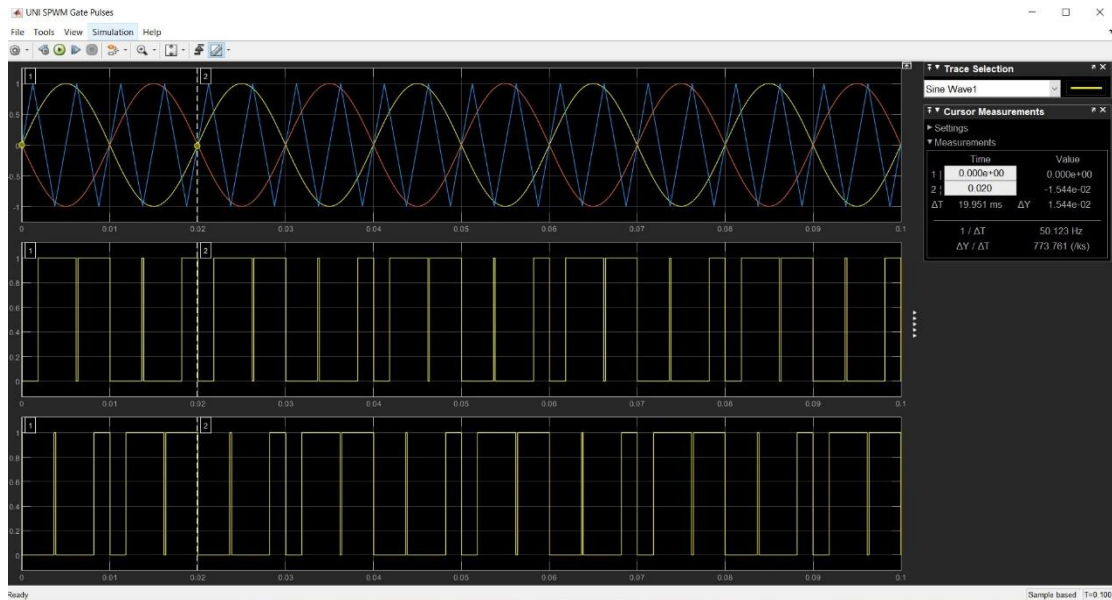 UNI SPWM Gate Pulses
File Tools View Simulation Help
1
2
1
0.5
0
-0.5
-1
0 0.01 0.02 0.03 0.04 0.05 0.06 0.07 0.08 0.09 0.1
1
2
1
0.8
0.6
0.4
0.2
0
0 0.01 0.02 0.03 0.04 0.05 0.06 0.07 0.08 0.09 0.1
1
2
1
0.8
0.6
0.4
0.2
0
0 0.01 0.02 0.03 0.04 0.05 0.06 0.07 0.08 0.09 0.1
Trace Selection
Sine Wave1
Cursor Measurements
Settings
Measurements
Time Value
1 | 0.000e+00 0.000e+00
2 ¦ 0.020 -1.544e-02
ΔT 19.951 ms ΔY 1.544e-02
1 / ΔT 50.123 Hz
ΔY / ΔT 773.761 (/ks)
Ready
Sample based T=0.100